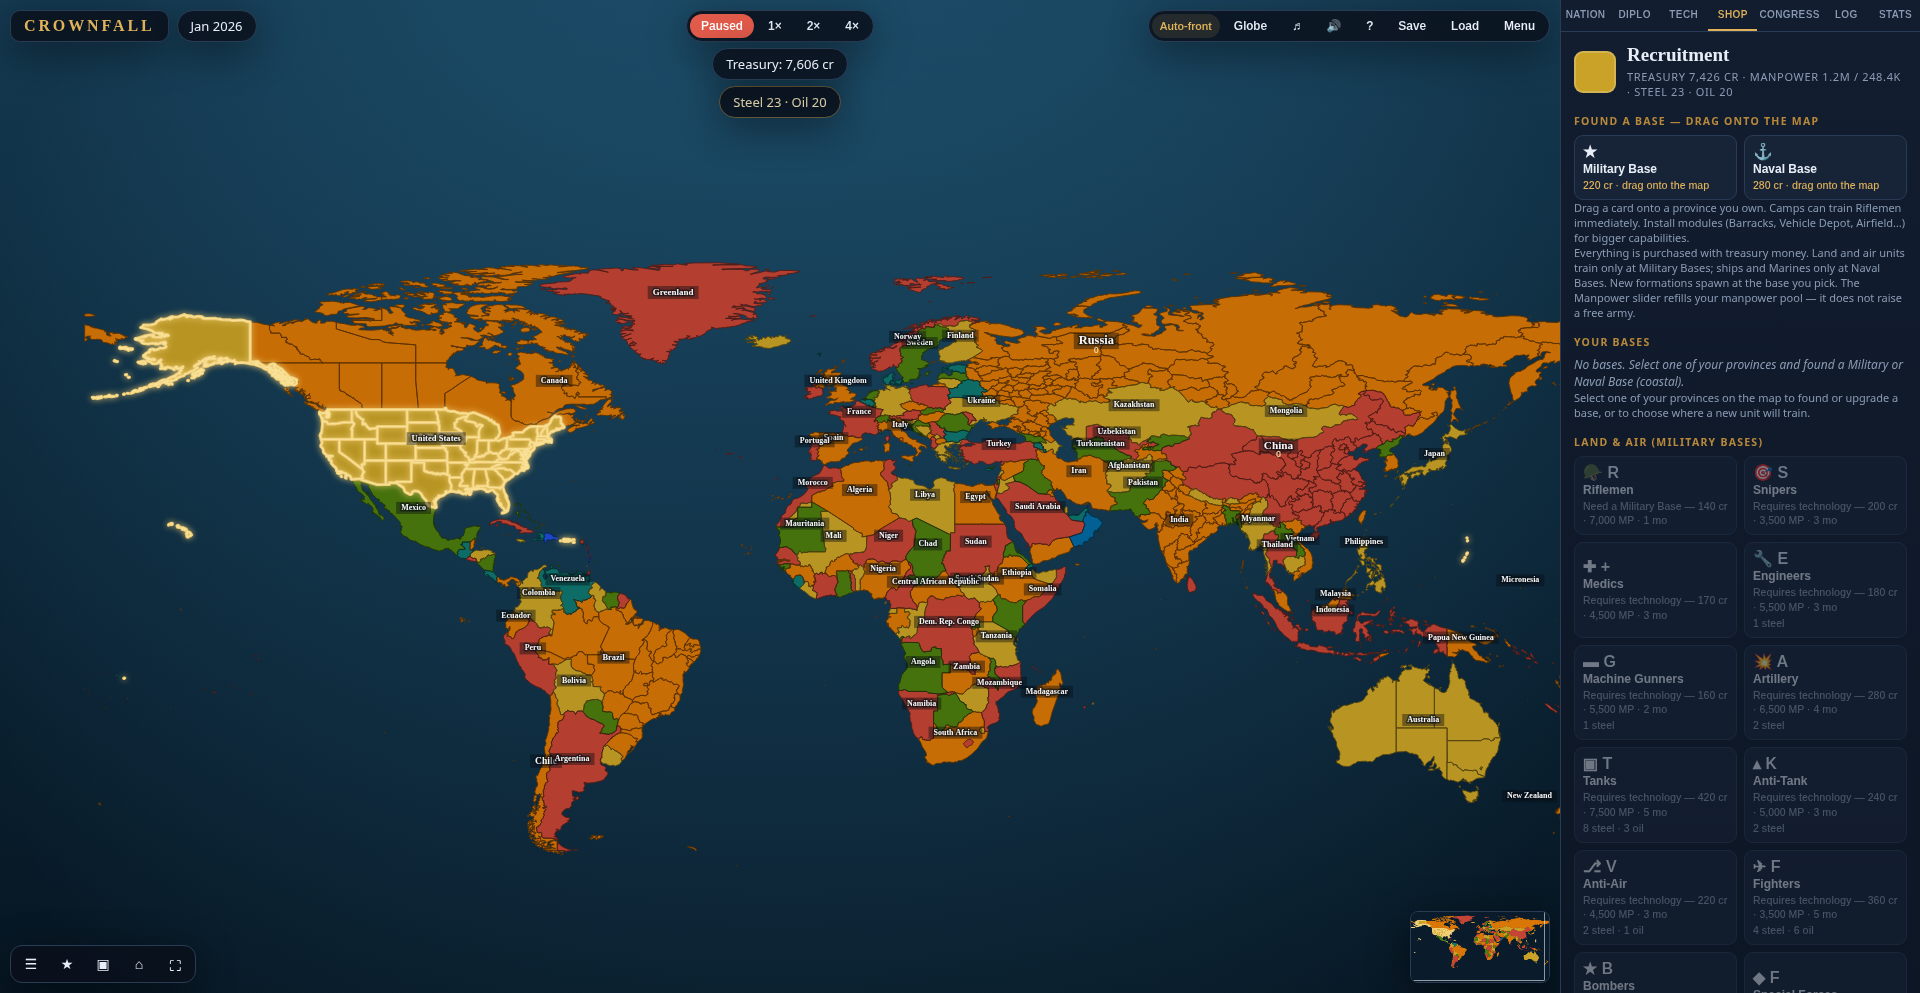 CROWNFALL
Jan 2026
Paused 1× 2× 4×
Treasury: 7,606 cr
Steel 23 · Oil 20
Auto-front Globe ? Save Load Menu
NATION DIPLO TECH SHOP CONGRESS LOG STATS
Recruitment
TREASURY 7,426 CR · MANPOWER 1.2M / 248.4K
· STEEL 23 · OIL 20
FOUND A BASE — DRAG ONTO THE MAP
Military Base
220 cr · drag onto the map
Naval Base
280 cr · drag onto the map
Drag a card onto a province you own. Camps can train Riflemen
immediately. Install modules (Barracks, Vehicle Depot, Airfield…)
for bigger capabilities.
Everything is purchased with treasury money. Land and air units
train only at Military Bases; ships and Marines only at Naval
Bases. New formations spawn at the base you pick. The
Manpower slider refills your manpower pool — it does not raise
a free army.
YOUR BASES
No bases. Select one of your provinces and found a Military or
Naval Base (coastal).
Select one of your provinces on the map to found or upgrade a
base, or to choose where a new unit will train.
LAND & AIR (MILITARY BASES)
R
Riflemen
Need a Military Base — 140 cr
· 7,000 MP · 1 mo
S
Snipers
Requires technology — 200 cr
· 3,500 MP · 3 mo
+
Medics
Requires technology — 170 cr
· 4,500 MP · 3 mo
E
Engineers
Requires technology — 180 cr
· 5,500 MP · 3 mo
1 steel
G
Machine Gunners
Requires technology — 160 cr
· 5,500 MP · 2 mo
1 steel
A
Artillery
Requires technology — 280 cr
· 6,500 MP · 4 mo
2 steel
T
Tanks
Requires technology — 420 cr
· 7,500 MP · 5 mo
8 steel · 3 oil
K
Anti-Tank
Requires technology — 240 cr
· 5,000 MP · 3 mo
2 steel
V
Anti-Air
Requires technology — 220 cr
· 4,500 MP · 3 mo
2 steel · 1 oil
F
Fighters
Requires technology — 360 cr
· 3,500 MP · 5 mo
4 steel · 6 oil
B
Bombers
F
Special Forces
Greenland
Norway
Sweden
Finland
Russia
0
Canada
United Kingdom
Ukraine
Kazakhstan
Mongolia
France
Italy
United States
Portugal
Turkey
Uzbekistan
Turkmenistan
China
0
Japan
Iran
Afghanistan
Pakistan
Morocco
Algeria
Libya
Egypt
Saudi Arabia
Mexico
Mauritania
Mali
Niger
Chad
Sudan
India
Myanmar
Vietnam
Thailand
Philippines
Venezuela
Colombia
Nigeria
Central African Republic
South Sudan
Ethiopia
Somalia
Micronesia
Malaysia
Indonesia
Ecuador
Dem. Rep. Congo
Tanzania
Papua New Guinea
Peru
Brazil
Bolivia
Angola
Zambia
Mozambique
Madagascar
Namibia
Australia
South Africa
Chile
Argentina
New Zealand